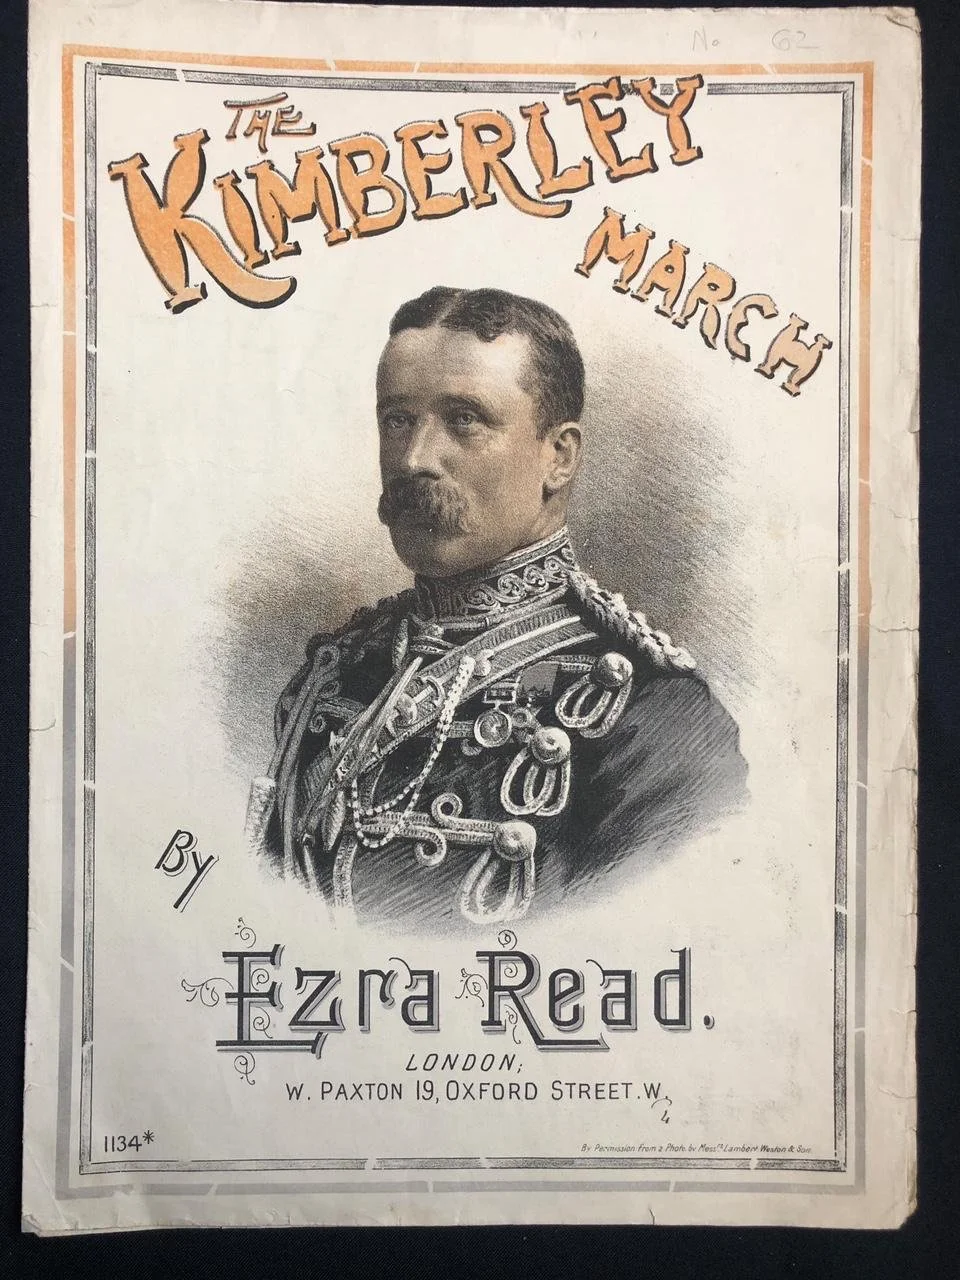 No 62
THE
KIMBERLEY
MARCH
By
Ezra Read.
LONDON;
W. PAXTON 19, OXFORD STREET. W.
4
1134*
By Permission from a Photo. by Messrs Lambert Weston & Son.